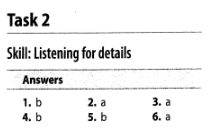 Task 2
Skill: Listening for details
Answers
1. b 2. a 3. a
4. b 5. b 6. a